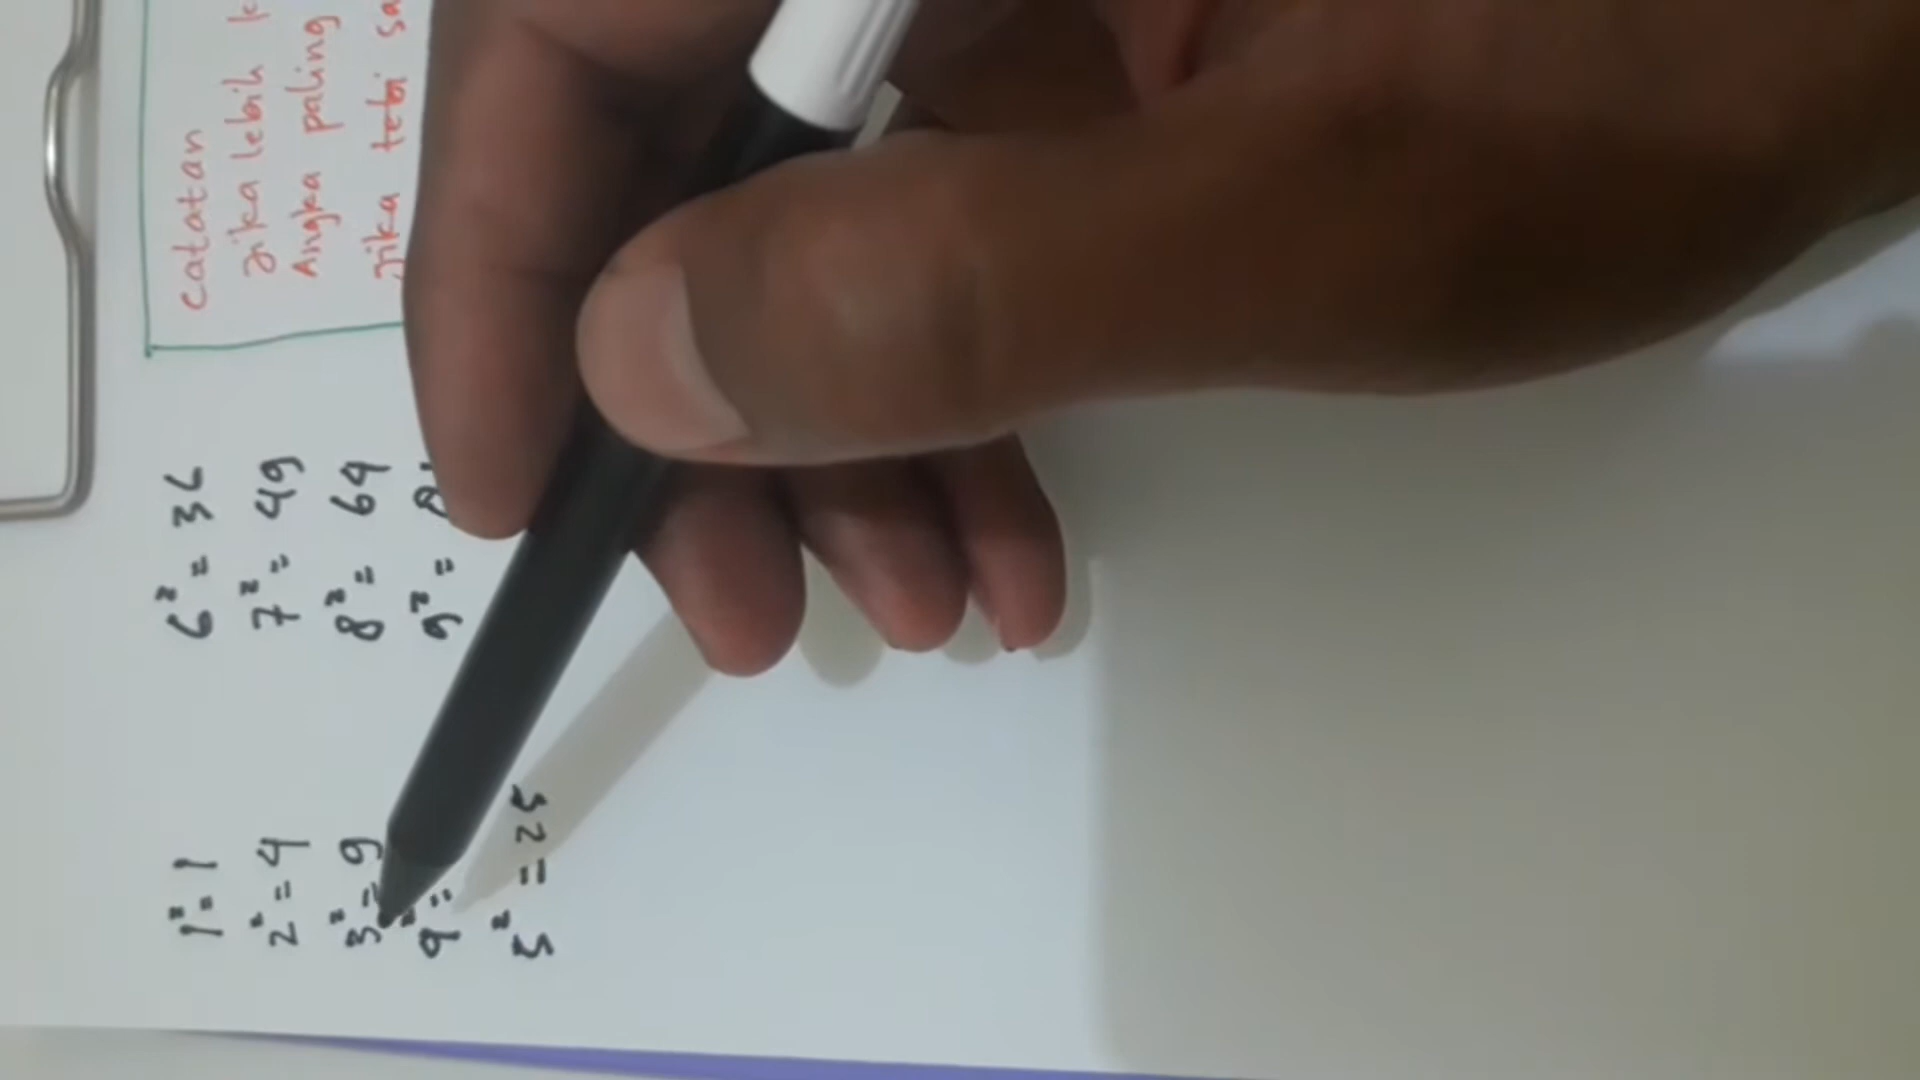 1² = 1
2² = 4
3² = 9
4² =
5² = 25
6² = 36
7² = 49
8² = 64
9² =
catatan
jika lebih
Angka paling
jika tebi